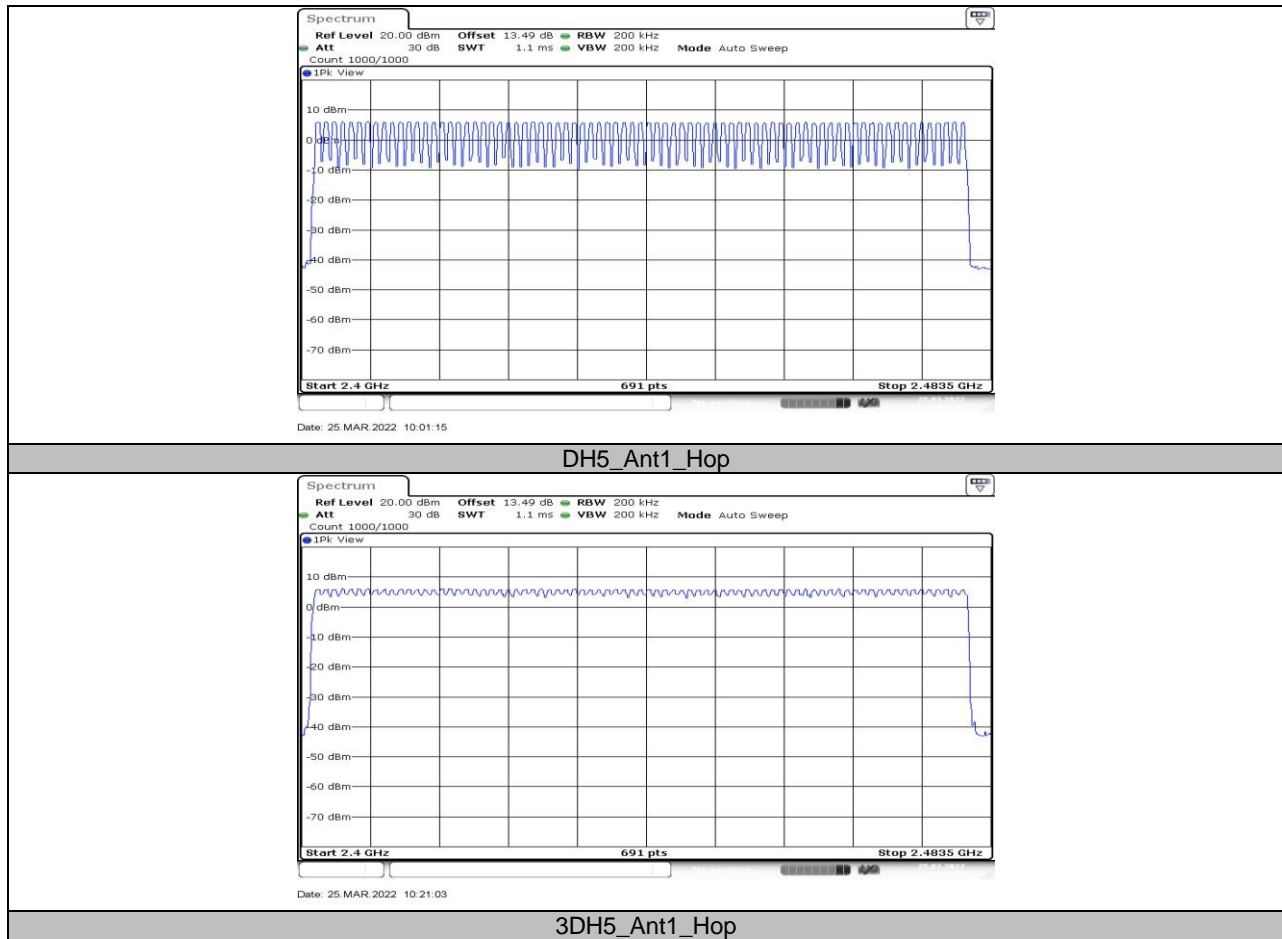 Spectrum
Ref Level 20.00 dBm Offset 13.49 dB RBW 200 kHz
Att 30 dB SWT 1.1 ms VBW 200 kHz Mode Auto Sweep
Count 1000/1000
1Pk View
10 dBm
0 dBm
-10 dBm
-20 dBm
-30 dBm
-40 dBm
-50 dBm
-60 dBm
-70 dBm
Start 2.4 GHz 691 pts Stop 2.4835 GHz
Date: 25.MAR.2022 10:01:15
DH5_Ant1_Hop
Spectrum
Ref Level 20.00 dBm Offset 13.49 dB RBW 200 kHz
Att 30 dB SWT 1.1 ms VBW 200 kHz Mode Auto Sweep
Count 1000/1000
1Pk View
10 dBm
0 dBm
-10 dBm
-20 dBm
-30 dBm
-40 dBm
-50 dBm
-60 dBm
-70 dBm
Start 2.4 GHz 691 pts Stop 2.4835 GHz
Date: 25.MAR.2022 10:21:03
3DH5_Ant1_Hop